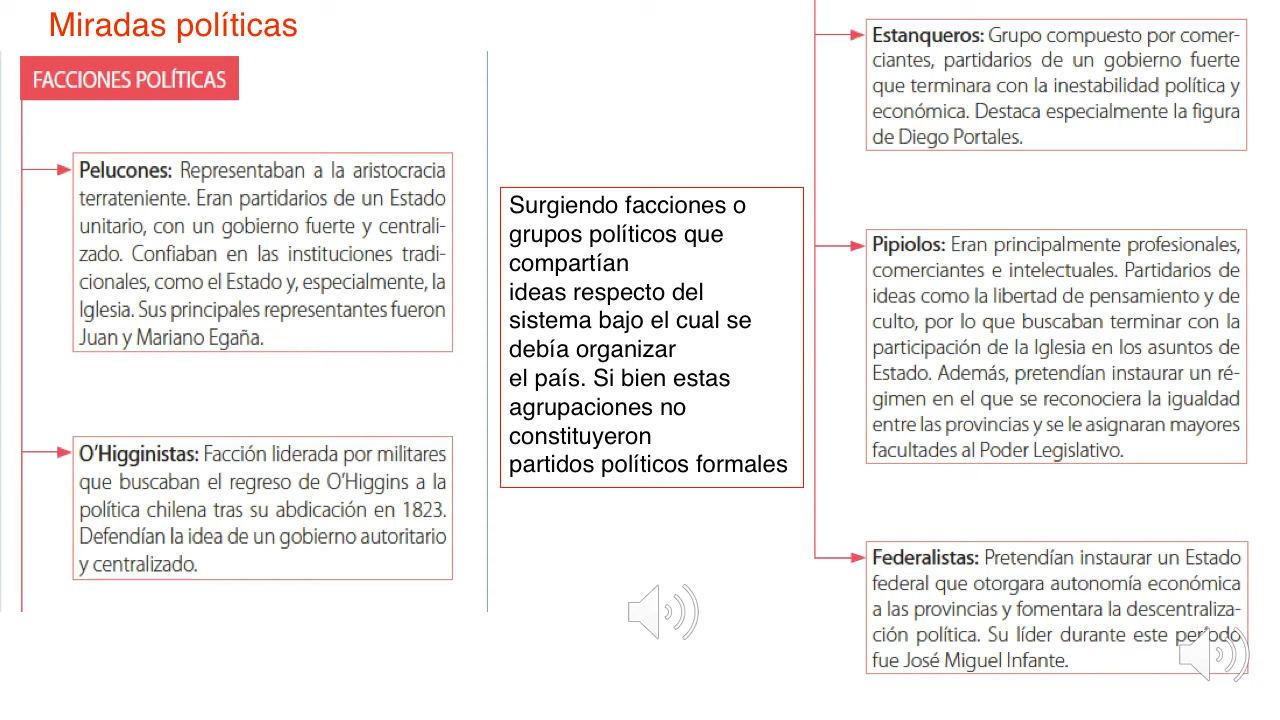 Miradas políticas
FACCIONES POLÍTICAS
Pelucones: Representaban a la aristocracia
terrateniente. Eran partidarios de un Estado
unitario, con un gobierno fuerte y centrali-
zado. Confiaban en las instituciones tradi-
cionales, como el Estado y, especialmente, la
Iglesia. Sus principales representantes fueron
Juan y Mariano Egaña.
O'Higginistas: Facción liderada por militares
que buscaban el regreso de O'Higgins a la
política chilena tras su abdicación en 1823.
Defendían la idea de un gobierno autoritario
y centralizado.
Surgiendo facciones o
grupos políticos que
compartían
ideas respecto del
sistema bajo el cual se
debía organizar
el país. Si bien estas
agrupaciones no
constituyeron
partidos políticos formales
Estanqueros: Grupo compuesto por comer-
ciantes, partidarios de un gobierno fuerte
que terminara con la inestabilidad política y
económica. Destaca especialmente la figura
de Diego Portales.
Pipiolos: Eran principalmente profesionales,
comerciantes e intelectuales. Partidarios de
ideas como la libertad de pensamiento y de
culto, por lo que buscaban terminar con la
participación de la Iglesia en los asuntos de
Estado. Además, pretendían instaurar un ré-
gimen en el que se reconociera la igualdad
entre las provincias y se le asignaran mayores
facultades al Poder Legislativo.
Federalistas: Pretendían instaurar un Estado
federal que otorgara autonomía económica
a las provincias y fomentara la descentraliza-
ción política. Su líder durante este período
fue José Miguel Infante.